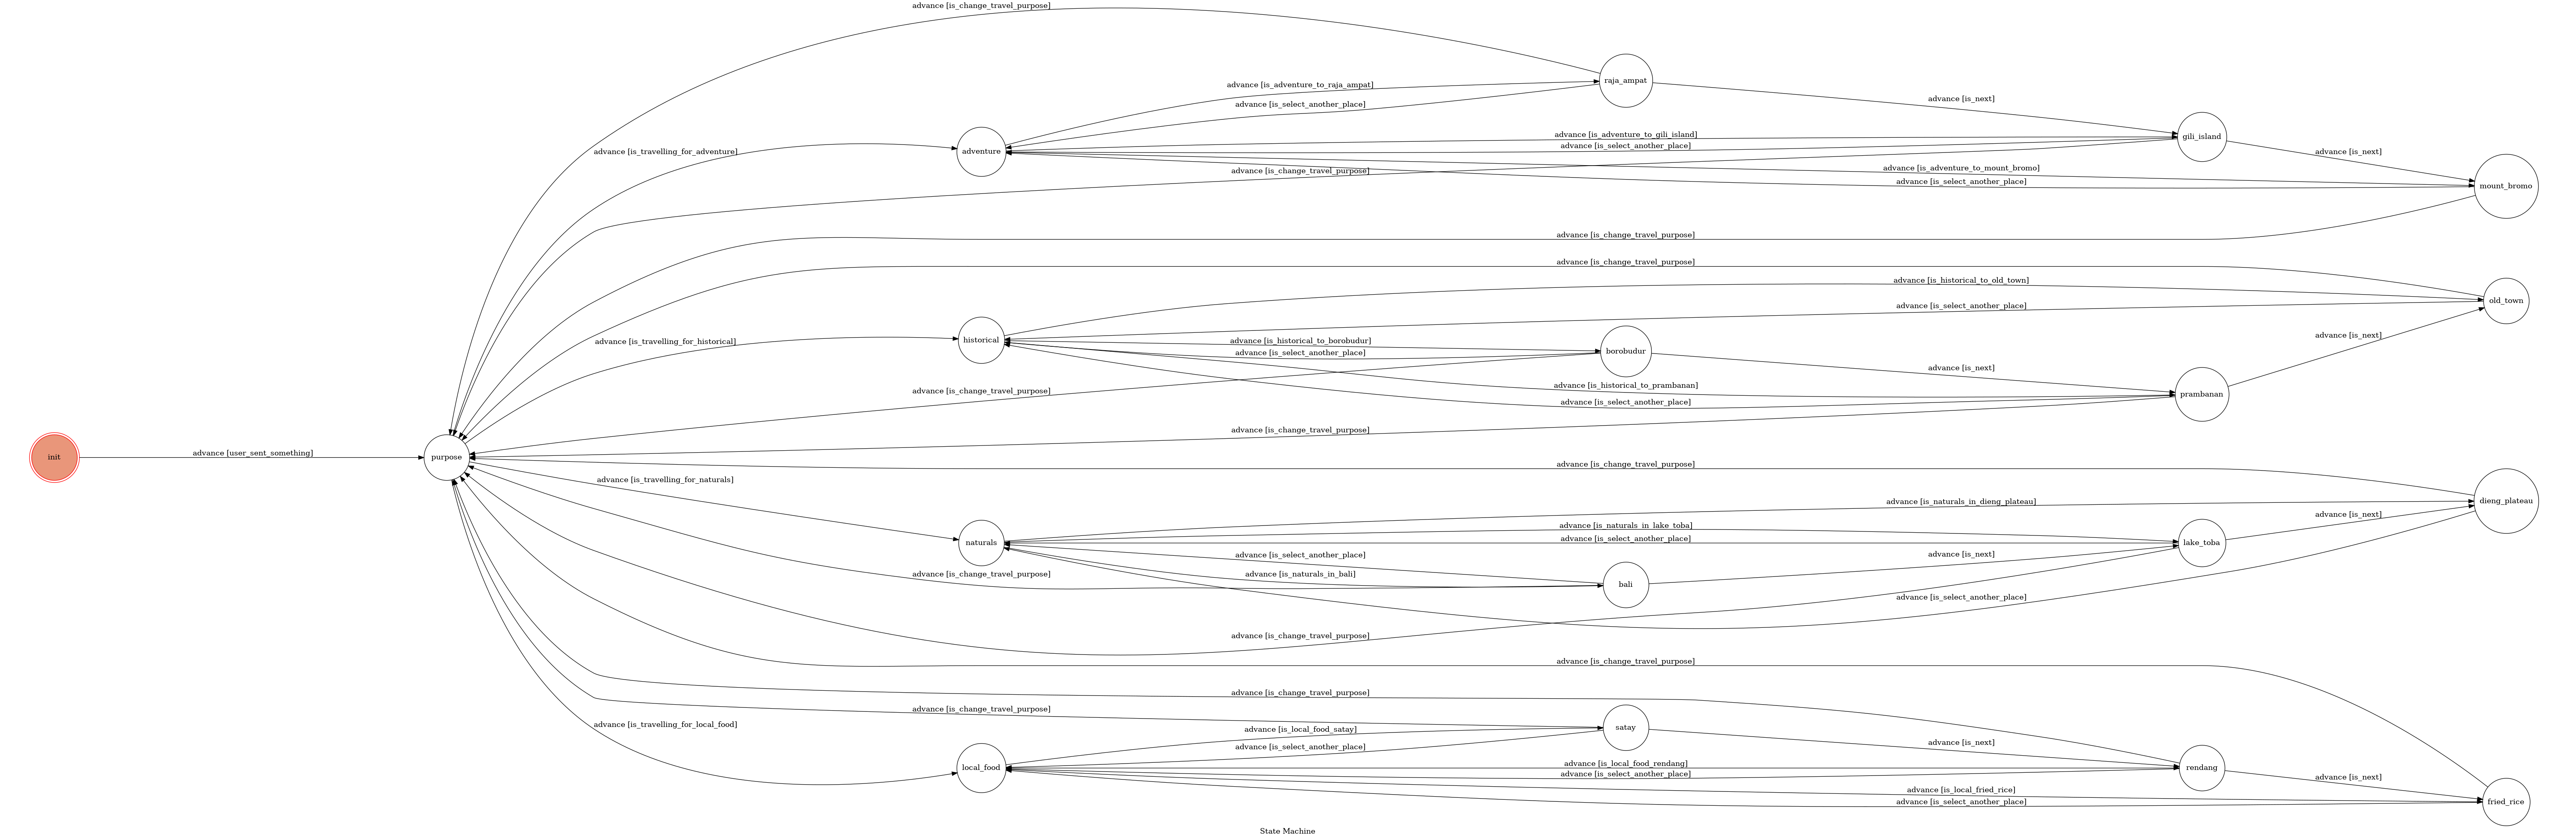 advance [is_change_travel_purpose]
raja_ampat
advance [is_adventure_to_raja_ampat]
advance [is_next]
advance [is_select_another_place]
advance [is_adventure_to_gili_island]
gili_island
advance [is_select_another_place]
advance [is_travelling_for_adventure]
adventure
advance [is_next]
advance [is_adventure_to_mount_bromo]
advance [is_change_travel_purpose]
advance [is_select_another_place]
mount_bromo
advance [is_change_travel_purpose]
advance [is_change_travel_purpose]
advance [is_historical_to_old_town]
old_town
advance [is_select_another_place]
advance [is_next]
advance [is_travelling_for_historical]
historical
advance [is_historical_to_borobudur]
borobudur
advance [is_select_another_place]
advance [is_next]
advance [is_historical_to_prambanan]
advance [is_change_travel_purpose]
prambanan
advance [is_select_another_place]
advance [is_change_travel_purpose]
init
advance [user_sent_something]
purpose
advance [is_change_travel_purpose]
advance [is_travelling_for_naturals]
advance [is_naturals_in_dieng_plateau]
dieng_plateau
advance [is_next]
advance [is_naturals_in_lake_toba]
advance [is_select_another_place]
naturals
lake_toba
advance [is_select_another_place]
advance [is_next]
advance [is_change_travel_purpose]
advance [is_naturals_in_bali]
bali
advance [is_select_another_place]
advance [is_change_travel_purpose]
advance [is_change_travel_purpose]
advance [is_change_travel_purpose]
advance [is_change_travel_purpose]
advance [is_travelling_for_local_food]
advance [is_local_food_satay]
satay
advance [is_select_another_place]
advance [is_next]
local_food
advance [is_local_food_rendang]
rendang
advance [is_select_another_place]
advance [is_next]
advance [is_local_fried_rice]
advance [is_select_another_place]
fried_rice
State Machine